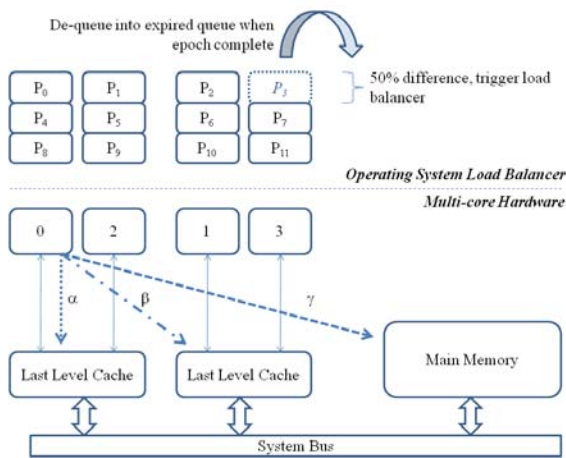 De-queue into expired queue when
epoch complete
50% difference, trigger load
balancer
P0 P1 P2 P3
P4 P5 P6 P7
P8 P9 P10 P11
Operating System Load Balancer
Multi-core Hardware
0 2 1 3
α β γ
Last Level Cache Last Level Cache Main Memory
System Bus